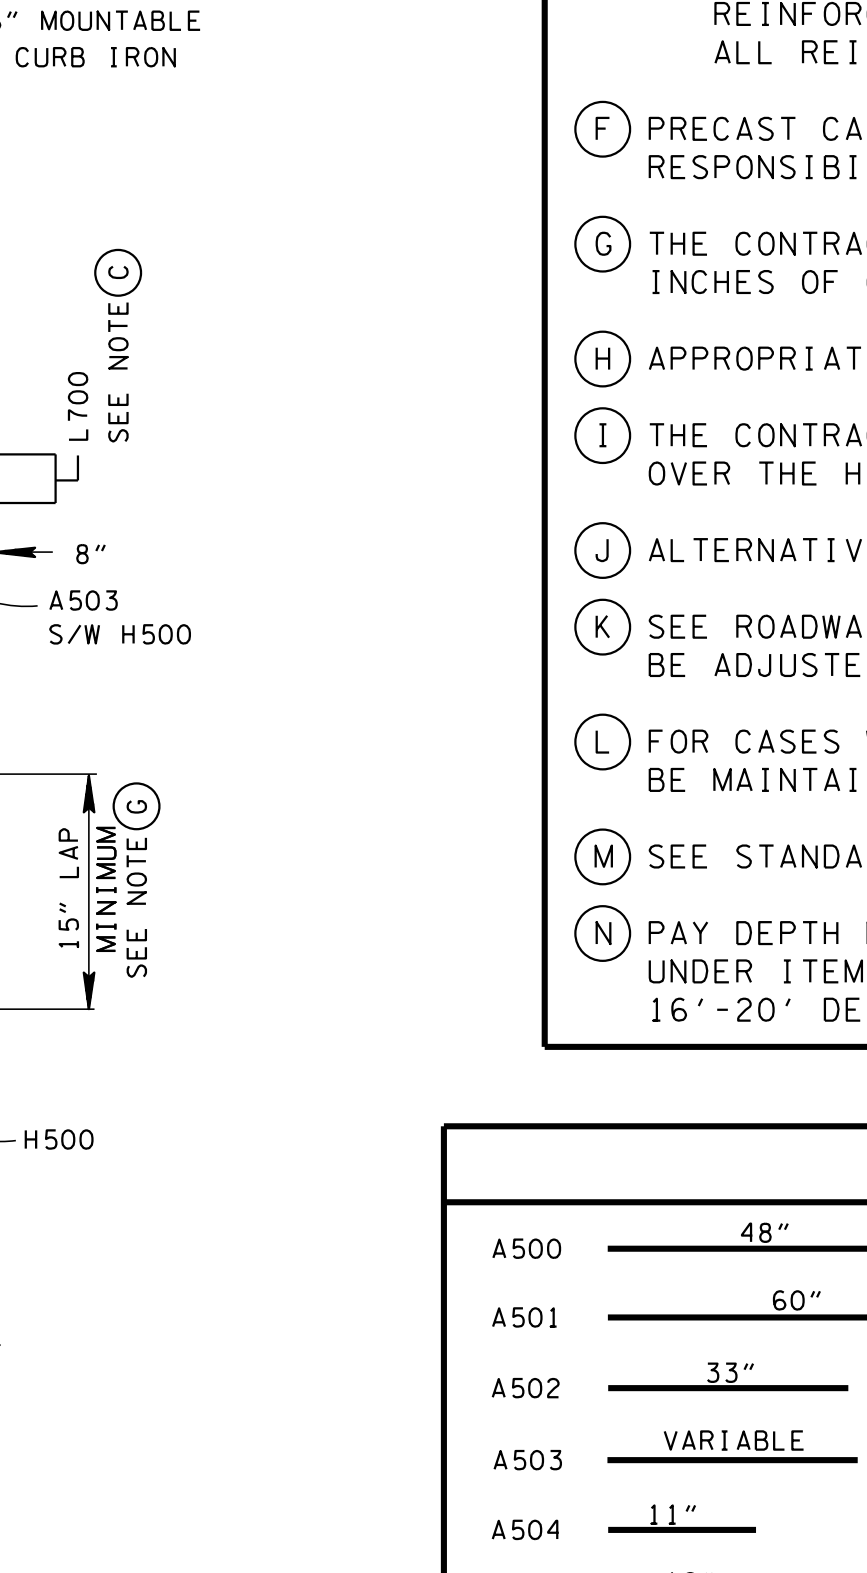 " MOUNTABLE
CURB IRON
L700
SEE NOTE C
8"
A503
S/W H500
15" LAP
MINIMUM
SEE NOTE G
H500
REINFOR
ALL REI
F PRECAST CA
RESPONSIBI
G THE CONTRA
INCHES OF
H APPROPRIAT
I THE CONTRA
OVER THE H
J ALTERNATIV
K SEE ROADWA
BE ADJUSTE
L FOR CASES
BE MAINTAI
M SEE STANDA
N PAY DEPTH
UNDER ITEM
16'-20' DE
A500 48"
A501 60"
A502 33"
A503 VARIABLE
A504 11"